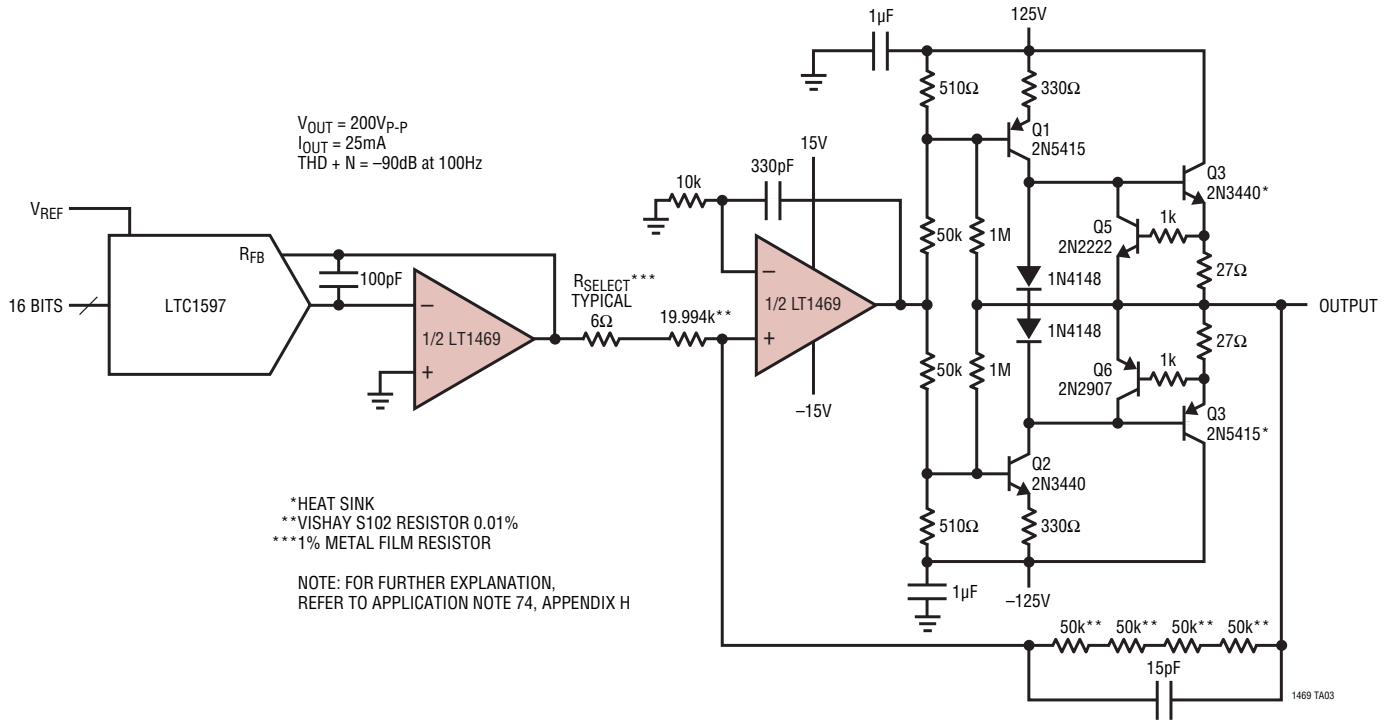 1µF
125V
510Ω
330Ω
Q1
2N5415
V_OUT = 200V_P-P
I_OUT = 25mA
THD + N = –90dB at 100Hz
15V
330pF
10k
Q3
2N3440*
V_REF
R_FB
100pF
50k
1M
Q5
2N2222
1k
27Ω
1N4148
16 BITS
LTC1597
–
+
1/2 LT1469
R_SELECT***
TYPICAL
6Ω
19.994k**
–
+
1/2 LT1469
OUTPUT
–15V
50k
1M
1N4148
27Ω
1k
Q6
2N2907
Q3
2N5415*
Q2
2N3440
510Ω
330Ω
*HEAT SINK
**VISHAY S102 RESISTOR 0.01%
***1% METAL FILM RESISTOR
NOTE: FOR FURTHER EXPLANATION,
REFER TO APPLICATION NOTE 74, APPENDIX H
1µF
–125V
50k** 50k** 50k** 50k**
15pF
1469 TA03